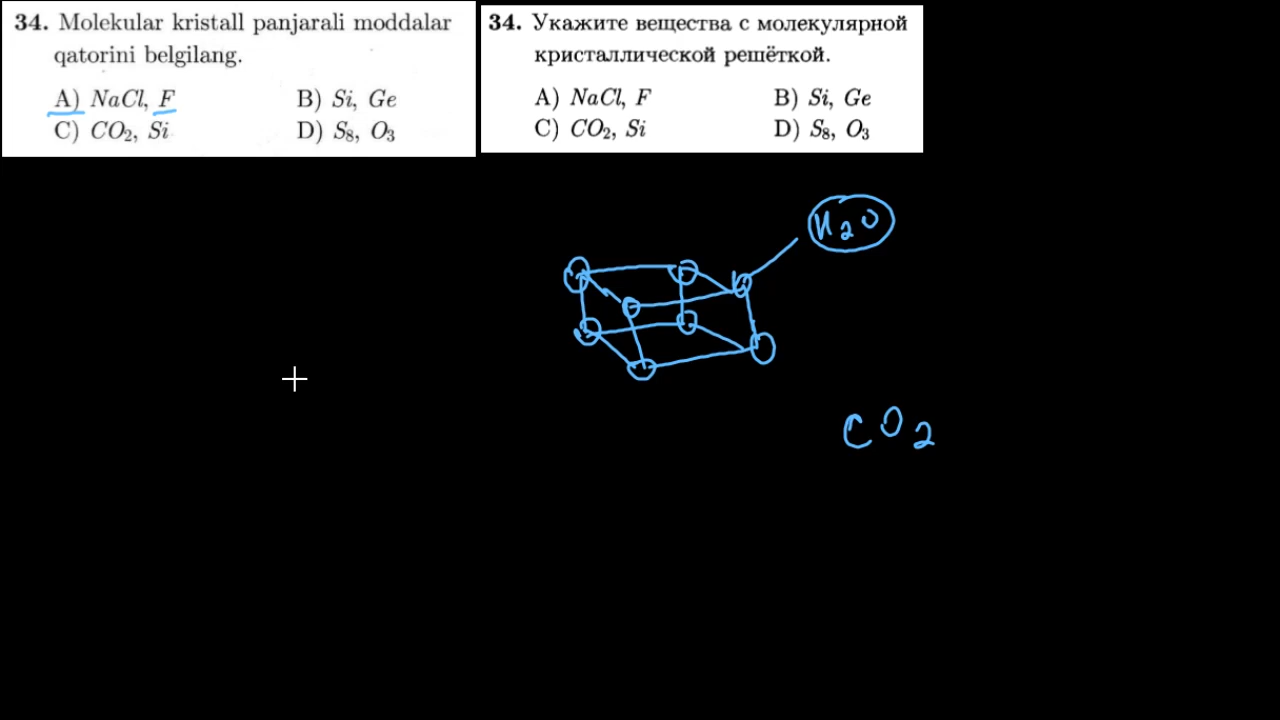 34. Molekular kristall panjarali moddalar
qatorini belgilang.
A) NaCl, F B) Si, Ge
C) CO₂, Si D) S₈, O₃
34. Укажите вещества с молекулярной
кристаллической решёткой.
A) NaCl, F B) Si, Ge
C) CO₂, Si D) S₈, O₃
H₂O
CO₂